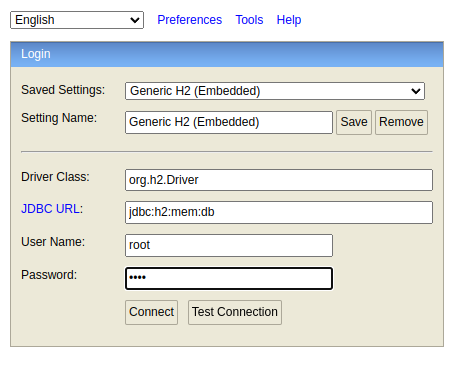 English Preferences Tools Help
Login
Saved Settings: Generic H2 (Embedded)
Setting Name: Generic H2 (Embedded) Save Remove
Driver Class: org.h2.Driver
JDBC URL: jdbc:h2:mem:db
User Name: root
Password: ••••
Connect Test Connection